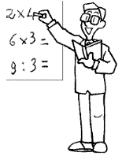 2x4=
6x3=
9:3=